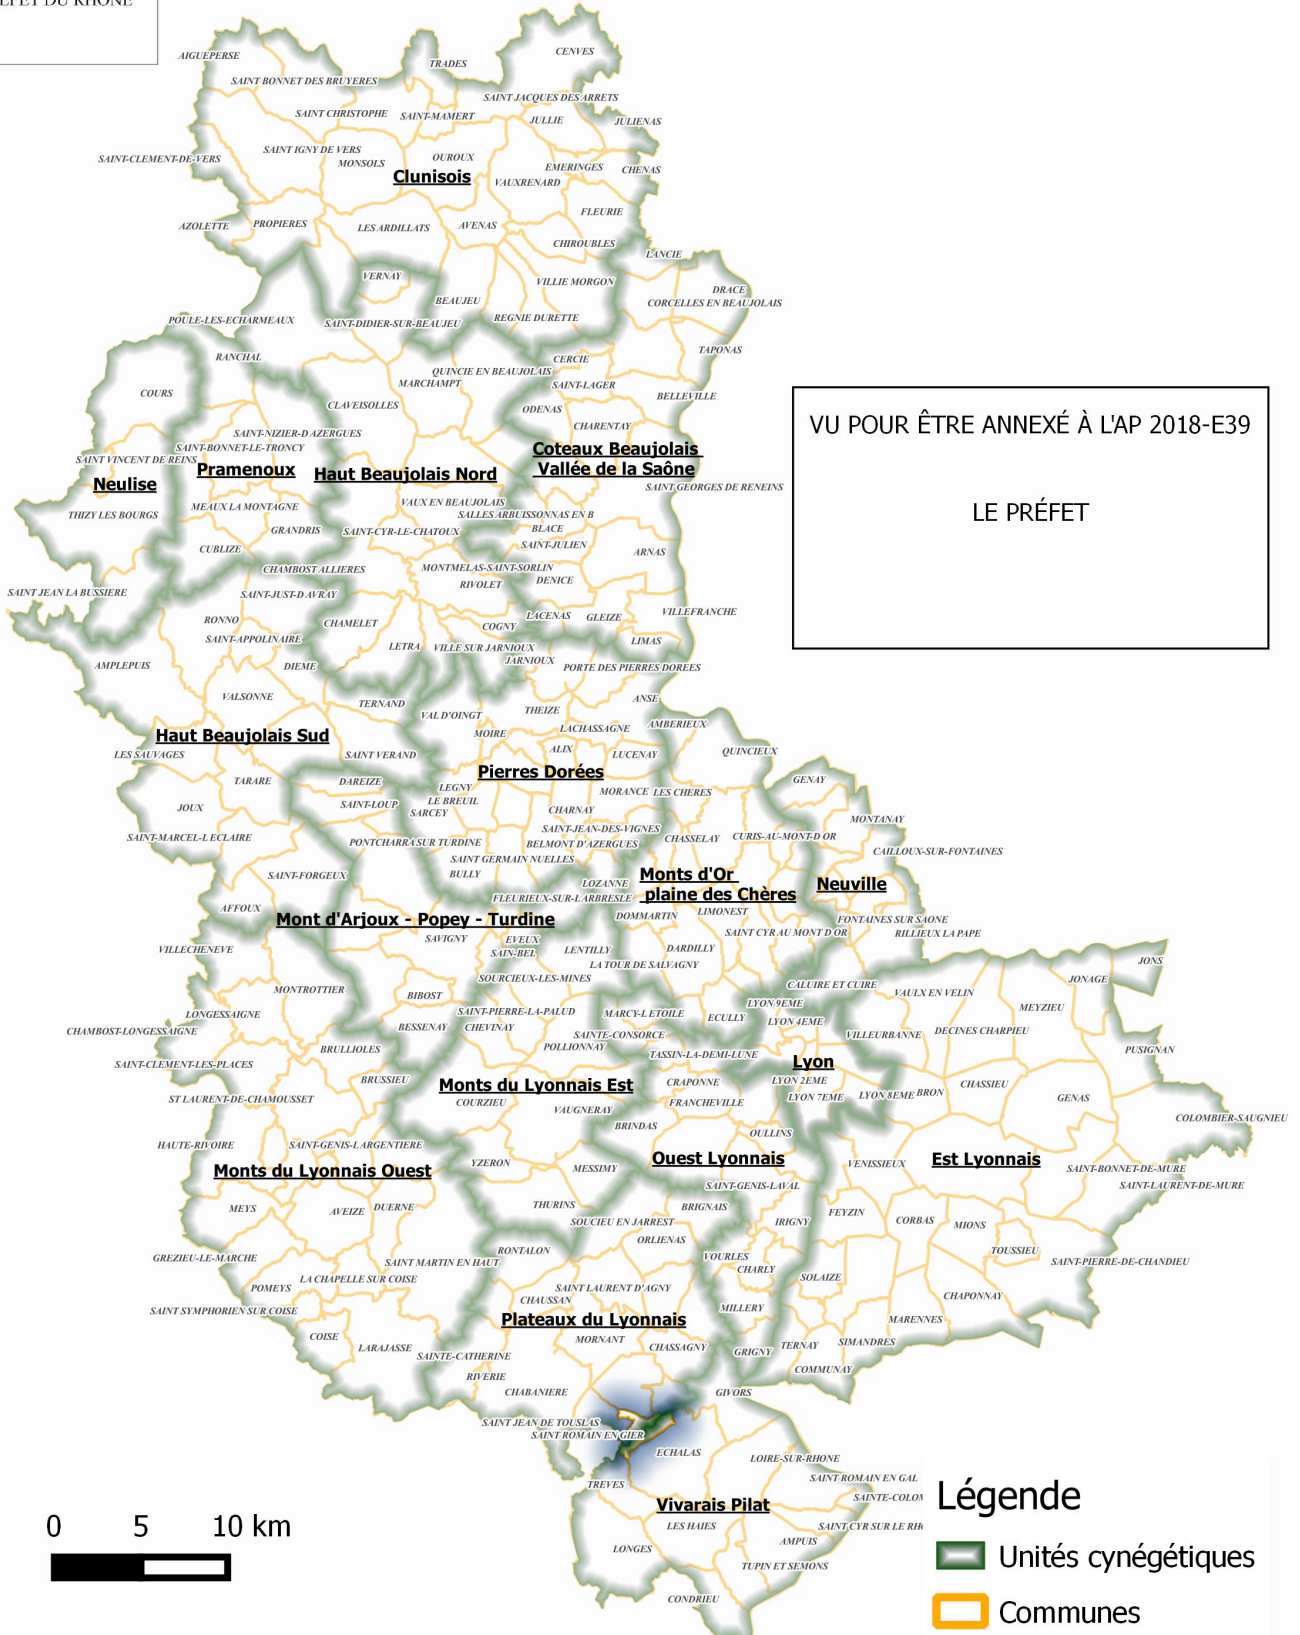 AIGUEPERSE
CENVES
TRADES
SAINT BONNET DES BRUYERES
SAINT JACQUES DES ARRETS
SAINT CHRISTOPHE
SAINT-MAMERT
JULLIE
JULIENAS
SAINT IGNY DE VERS
SAINT-CLEMENT-DE-VERS
MONSOLS
OUROUX
EMERINGES
CHENAS
Clunisois
VAUXRENARD
FLEURIE
AZOLETTE
PROPIERES
LES ARDILLATS
AVENAS
CHIROUBLES
LANCIE
VERNAY
VILLIE MORGON
DRACE
BEAUJEU
CORCELLES EN BEAUJOLAIS
POULE-LES-ECHARMEAUX
SAINT-DIDIER-SUR-BEAUJEU
REGNIE DURETTE
RANCHAL
CERCIE
TAPONAS
QUINCIE EN BEAUJOLAIS
MARCHAMPT
SAINT-LAGER
COURS
BELLEVILLE
CLAVEISOLLES
ODENAS
CHARENTAY
VU POUR ÊTRE ANNEXÉ À L'AP 2018-E39
LE PRÉFET
SAINT-NIZIER-D AZERGUES
SAINT-BONNET-LE-TRONCY
SAINT VINCENT DE REINS
Coteaux Beaujolais
Vallée de la Saône
Pramenoux
Haut Beaujolais Nord
Neulise
SAINT GEORGES DE RENEINS
MEAUX LA MONTAGNE
VAUX EN BEAUJOLAIS
THIZY LES BOURGS
SALLES ARBUISSONNAS EN B
GRANDRIS
SAINT-CYR-LE-CHATOUX
BLACE
CUBLIZE
SAINT-JULIEN
ARNAS
CHAMBOST ALLIERES
MONTMELAS-SAINT-SORLIN
RIVOLET
DENICE
SAINT JEAN LA BUSSIERE
SAINT-JUST-D AVRAY
RONNO
CHAMELET
LACENAS
GLEIZE
VILLEFRANCHE
COGNY
SAINT-APPOLINAIRE
LETRA
VILLE SUR JARNIOUX
LIMAS
AMPLEPUIS
DIEME
JARNIOUX
PORTE DES PIERRES DOREES
VALSONNE
TERNAND
ANSE
VAL D'OINGT
THEIZE
AMBERIEUX
Haut Beaujolais Sud
MOIRE
LACHASSAGNE
LES SAUVAGES
SAINT VERAND
ALIX
LUCENAY
QUINCIEUX
Pierres Dorées
TARARE
DAREIZE
LEGNY
MORANCE
LES CHERES
GENAY
JOUX
SAINT-LOUP
LE BREUIL
SARCEY
CHARNAY
MONTANAY
SAINT-MARCEL-L ECLAIRE
PONTCHARRA SUR TURDINE
SAINT-JEAN-DES-VIGNES
BELMONT D'AZERGUES
CHASSELAY
CURIS-AU-MONT-D OR
CAILLOUX-SUR-FONTAINES
SAINT GERMAIN NUELLES
BULLY
SAINT-FORGEUX
LOZANNE
Monts d'Or
plaine des Chères
Neuville
FLEURIEUX-SUR-LARBRESLE
AFFOUX
Mont d'Arjoux - Popey - Turdine
DOMMARTIN
LIMONEST
FONTAINES SUR SAONE
RILLIEUX LA PAPE
SAINT CYR AU MONT D OR
VILLECHENEVE
SAVIGNY
EVEUX
SAIN-BEL
LENTILLY
DARDILLY
LA TOUR DE SALVAGNY
JONS
SOURCIEUX-LES-MINES
MONTROTTIER
BIBOST
CALUIRE ET CUIRE
VAULX EN VELIN
JONAGE
LONGESSAIGNE
SAINT-PIERRE-LA-PALUD
MARCY-L ETOILE
LYON 9EME
MEYZIEU
CHAMBOST-LONGESSAIGNE
BESSENAY
CHEVINAY
ECULLY
LYON 4EME
SAINTE-CONSORCE
VILLEURBANNE
DECINES CHARPIEU
BRULLIOLES
POLLIONNAY
TASSIN-LA-DEMI-LUNE
PUSIGNAN
SAINT-CLEMENT-LES-PLACES
Lyon
BRUSSIEU
Monts du Lyonnais Est
CRAPONNE
LYON 2EME
CHASSIEU
ST LAURENT-DE-CHAMOUSSET
COURZIEU
VAUGNERAY
FRANCHEVILLE
LYON 7EME
LYON 8EME
BRON
GENAS
COLOMBIER-SAUGNIEU
BRINDAS
OULLINS
HAUTE-RIVOIRE
SAINT-GENIS-LARGENTIERE
Monts du Lyonnais Ouest
YZERON
MESSIMY
Ouest Lyonnais
VENISSIEUX
Est Lyonnais
SAINT-BONNET-DE-MURE
SAINT-LAURENT-DE-MURE
SAINT-GENIS-LAVAL
MEYS
AVEIZE
DUERNE
THURINS
BRIGNAIS
FEYZIN
SOUCIEU EN JARREST
IRIGNY
CORBAS
MIONS
ORLIENAS
GREZIEU-LE-MARCHE
SAINT MARTIN EN HAUT
RONTALON
VOURLES
TOUSSIEU
SAINT-PIERRE-DE-CHANDIEU
LA CHAPELLE SUR COISE
CHARLY
SOLAIZE
POMEYS
SAINT LAURENT D'AGNY
CHAUSSAN
CHAPONNAY
SAINT SYMPHORIEN SUR COISE
MILLERY
Plateaux du Lyonnais
MARENNES
COISE
LARAJASSE
MORNANT
CHASSAGNY
TERNAY
SIMANDRES
SAINTE-CATHERINE
GRIGNY
COMMUNAY
RIVERIE
CHABANIERE
GIVORS
SAINT JEAN DE TOUSLAS
SAINT ROMAIN EN GIER
ECHALAS
LOIRE-SUR-RHONE
TREVES
SAINT ROMAIN EN GAL
Vivarais Pilat
SAINTE-COLOM
LES HAIES
SAINT CYR SUR LE RH
AMPUIS
LONGES
TUPIN ET SEMONS
CONDRIEU
0 5 10 km
Légende
Unités cynégétiques
Communes